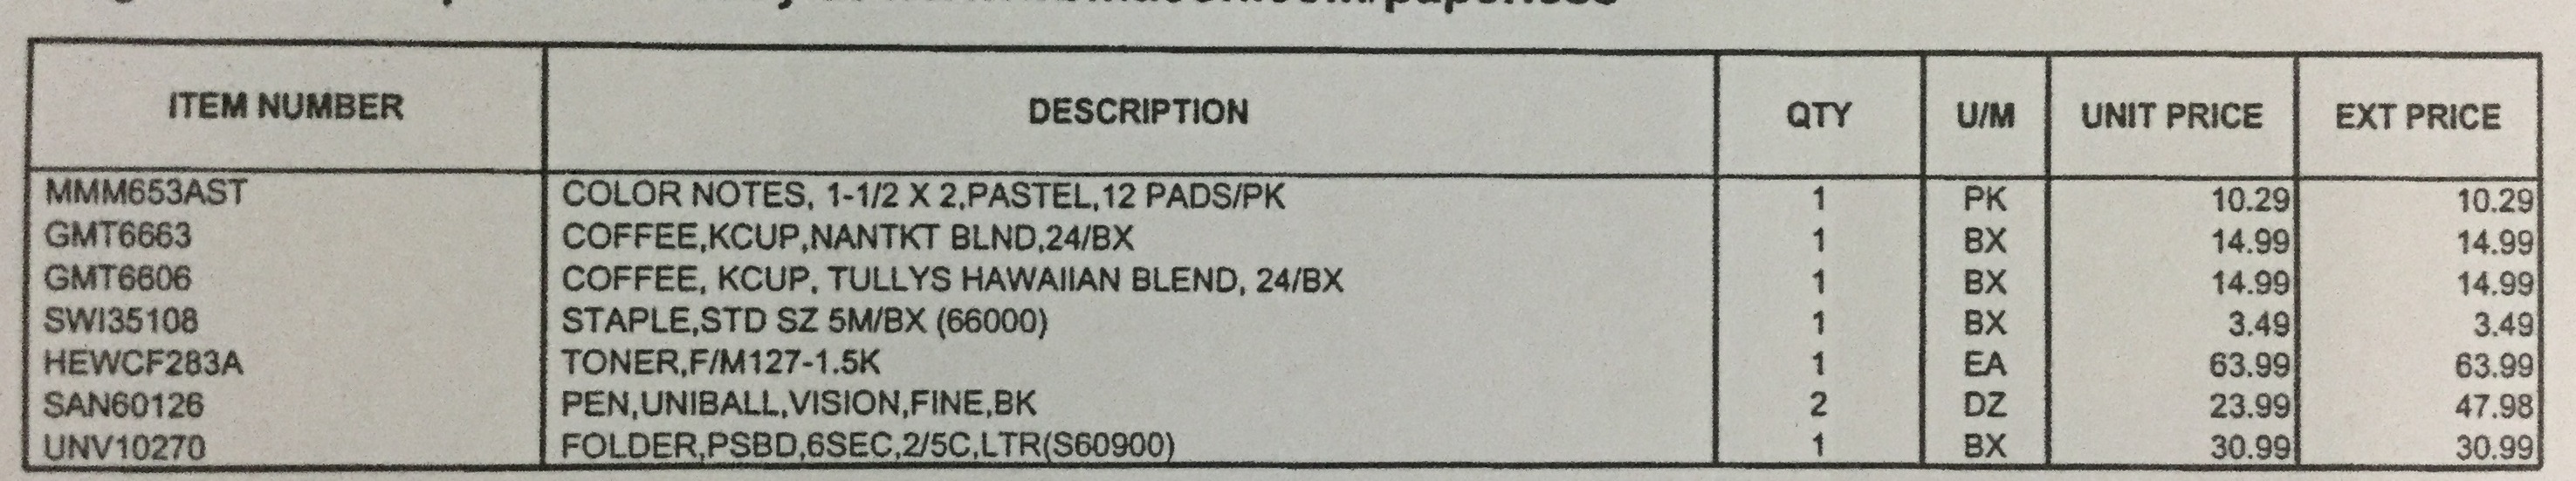 ITEM NUMBER DESCRIPTION QTY U/M UNIT PRICE EXT PRICE
MMM653AST COLOR NOTES, 1-1/2 X 2,PASTEL,12 PADS/PK 1 PK 10.29 10.29
GMT6663 COFFEE,KCUP,NANTKT BLND,24/BX 1 BX 14.99 14.99
GMT6606 COFFEE, KCUP, TULLYS HAWAIIAN BLEND, 24/BX 1 BX 14.99 14.99
SWI35108 STAPLE,STD SZ 5M/BX (66000) 1 BX 3.49 3.49
HEWCF283A TONER,F/M127-1.5K 1 EA 63.99 63.99
SAN60126 PEN,UNIBALL,VISION,FINE,BK 2 DZ 23.99 47.98
UNV10270 FOLDER,PSBD,6SEC,2/5C,LTR(S60900) 1 BX 30.99 30.99